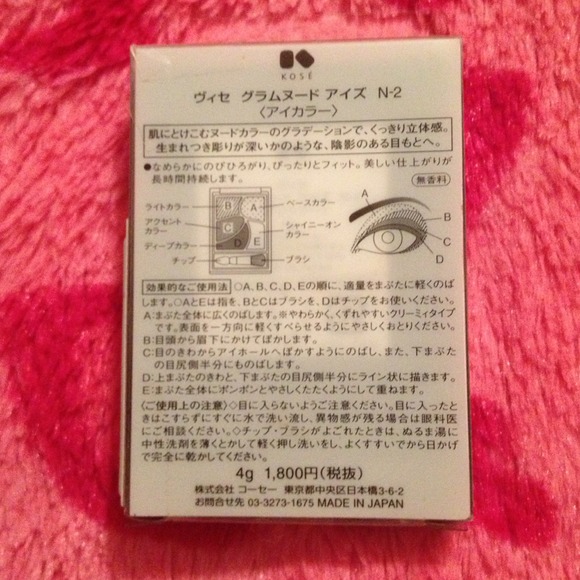 KOSÉ
ヴィセ グラムヌード アイズ N-2
〈アイカラー〉
肌にとけこむヌードカラーのグラデーションで、くっきり立体感。
生まれつき彫りが深いかのような、陰影のある目もとへ。
●なめらかにのびひろがり、ぴったりとフィット。美しい仕上がりが
長時間持続します。
無香料
ライトカラー
アクセント
カラー
ディープカラー
チップ
B
A
C
D
E
ベースカラー
シャイニーオン
カラー
ブラシ
A
B
C
D
効果的なご使用法 ○A、B、C、D、Eの順に、適量をまぶたに軽くのば
します。○AとEは指を、BとCはブラシを、Dはチップをお使いください。
A:まぶた全体に広くのばします。※やわらかく、くずれやすいクリーミィタイプ
です。表面を一方向に軽くすべらせるようにやさしくおとりください。
B:目頭から眉下にかけてぼかします。
C:目のきわからアイホールへぼかすようにのばし、また、下まぶた
の目尻側半分にものばします。
D:上まぶたのきわと、下まぶたの目尻側半分にライン状に描きます。
E:まぶた全体にポンポンとやさしくたたくようにして重ねます。
〈ご使用上の注意〉◇目に入らないようご注意ください。目に入ったと
きはこすらずにすぐに水で洗い流し、異物感が残る場合は眼科医
にご相談ください。◇チップ・ブラシがよごれたときは、ぬるま湯に
中性洗剤を薄くとかして軽く押し洗いをし、よくすすいでから日かげ
で完全に乾かしてください。
4g 1,800円(税抜)
株式会社 コーセー 東京都中央区日本橋3-6-2
お問合せ先 03-3273-1675 MADE IN JAPAN